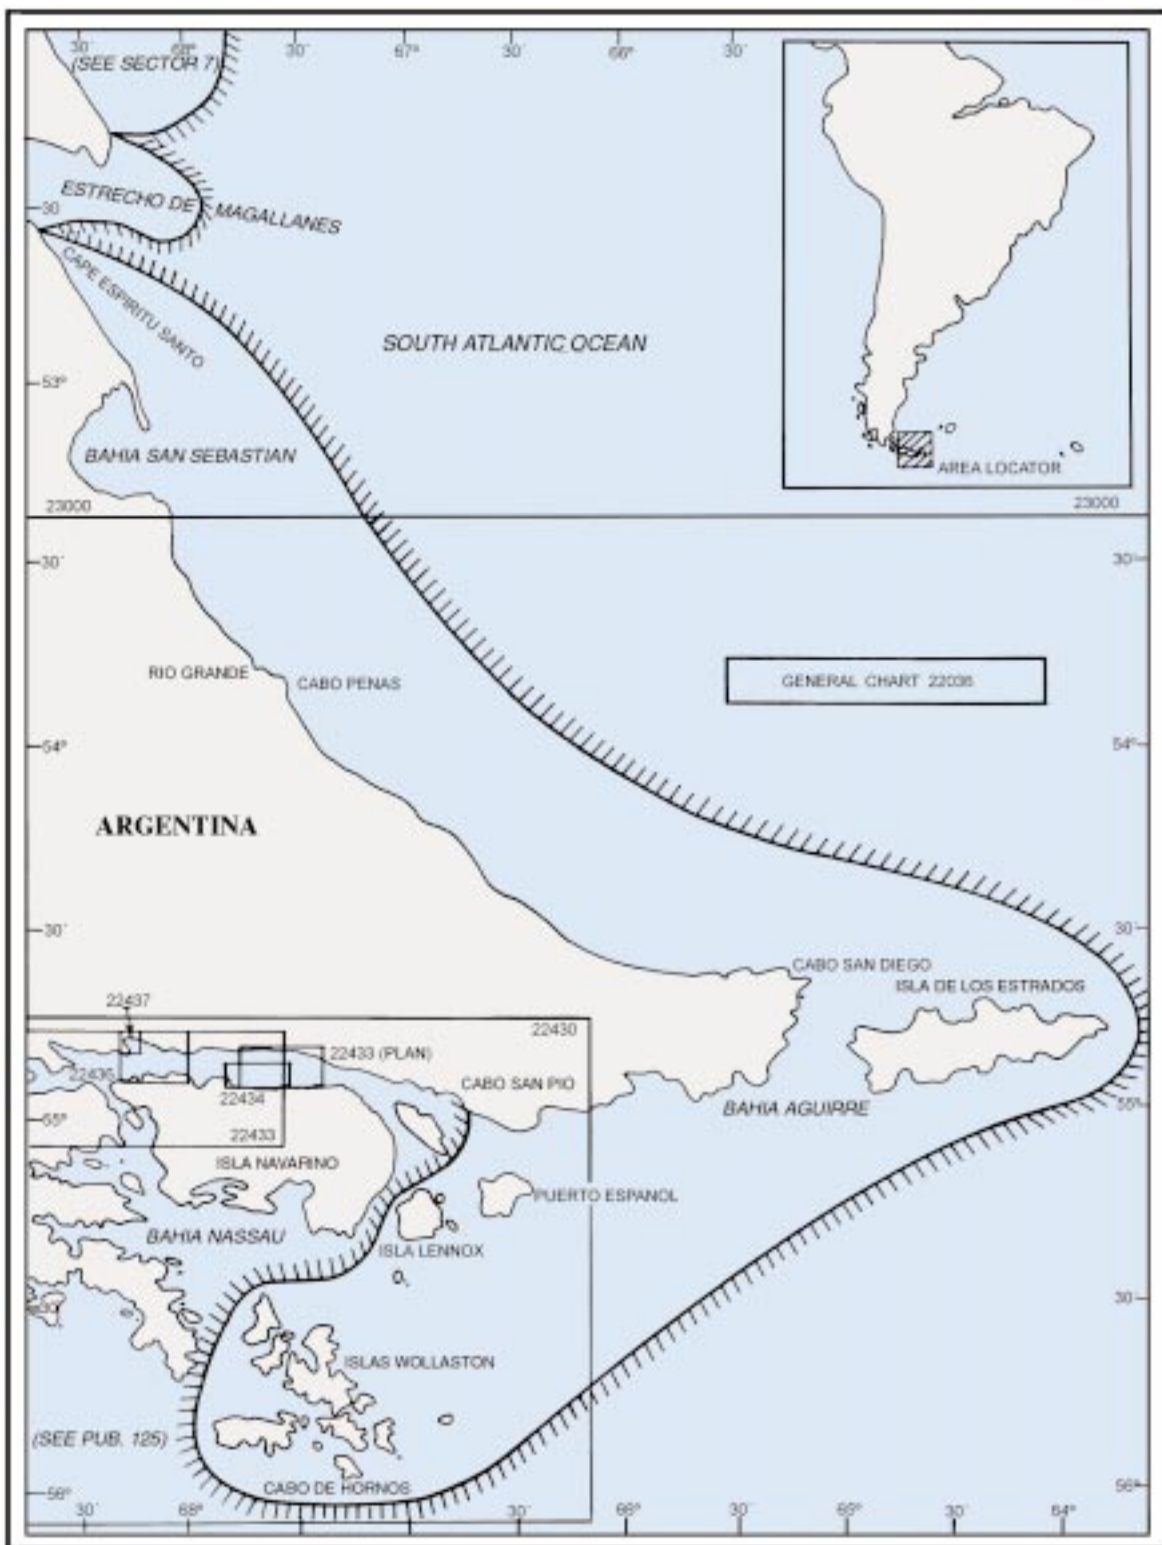 30´ 68° 30´ 67° 30´ 66° 30´
(SEE SECTOR 7)
30´
ESTRECHO DE MAGALLANES
CAPE ESPIRITU SANTO
SOUTH ATLANTIC OCEAN
53°
BAHIA SAN SEBASTIAN
AREA LOCATOR
23000
23000
30´
30´
RIO GRANDE
CABO PENAS
GENERAL CHART 22036
54°
54°
ARGENTINA
30´
30´
CABO SAN DIEGO
ISLA DE LOS ESTRADOS
22437
22430
22433 (PLAN)
22436
CABO SAN PIO
22434
BAHIA AGUIRRE
55°
55°
22433
ISLA NAVARINO
PUERTO ESPANOL
BAHIA NASSAU
ISLA LENNOX
30´
30´
ISLAS WOLLASTON
(SEE PUB. 125)
CABO DE HORNOS
56°
56°
30´ 68° 30´ 66° 30´ 65° 30´ 64°